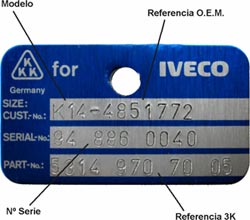 Modelo
Referencia O.E.M.
KKK for IVECO
Germany
SIZE:
CUST.-No.: K14-4851772
SERIAL-No.: 94 886 0040
PART-No.: 5314 970 70 05
Nº Serie
Referencia 3K